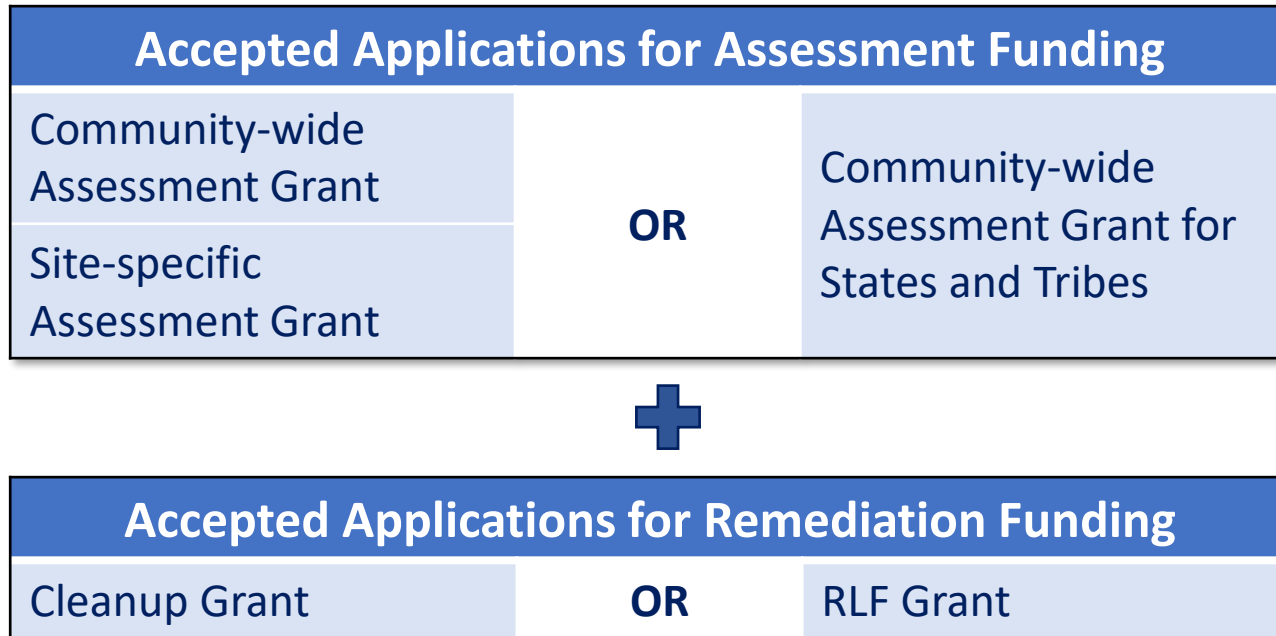 Accepted Applications for Assessment Funding
Community-wide
Assessment Grant
Site-specific
Assessment Grant
OR
Community-wide
Assessment Grant for
States and Tribes
Accepted Applications for Remediation Funding
Cleanup Grant
OR
RLF Grant